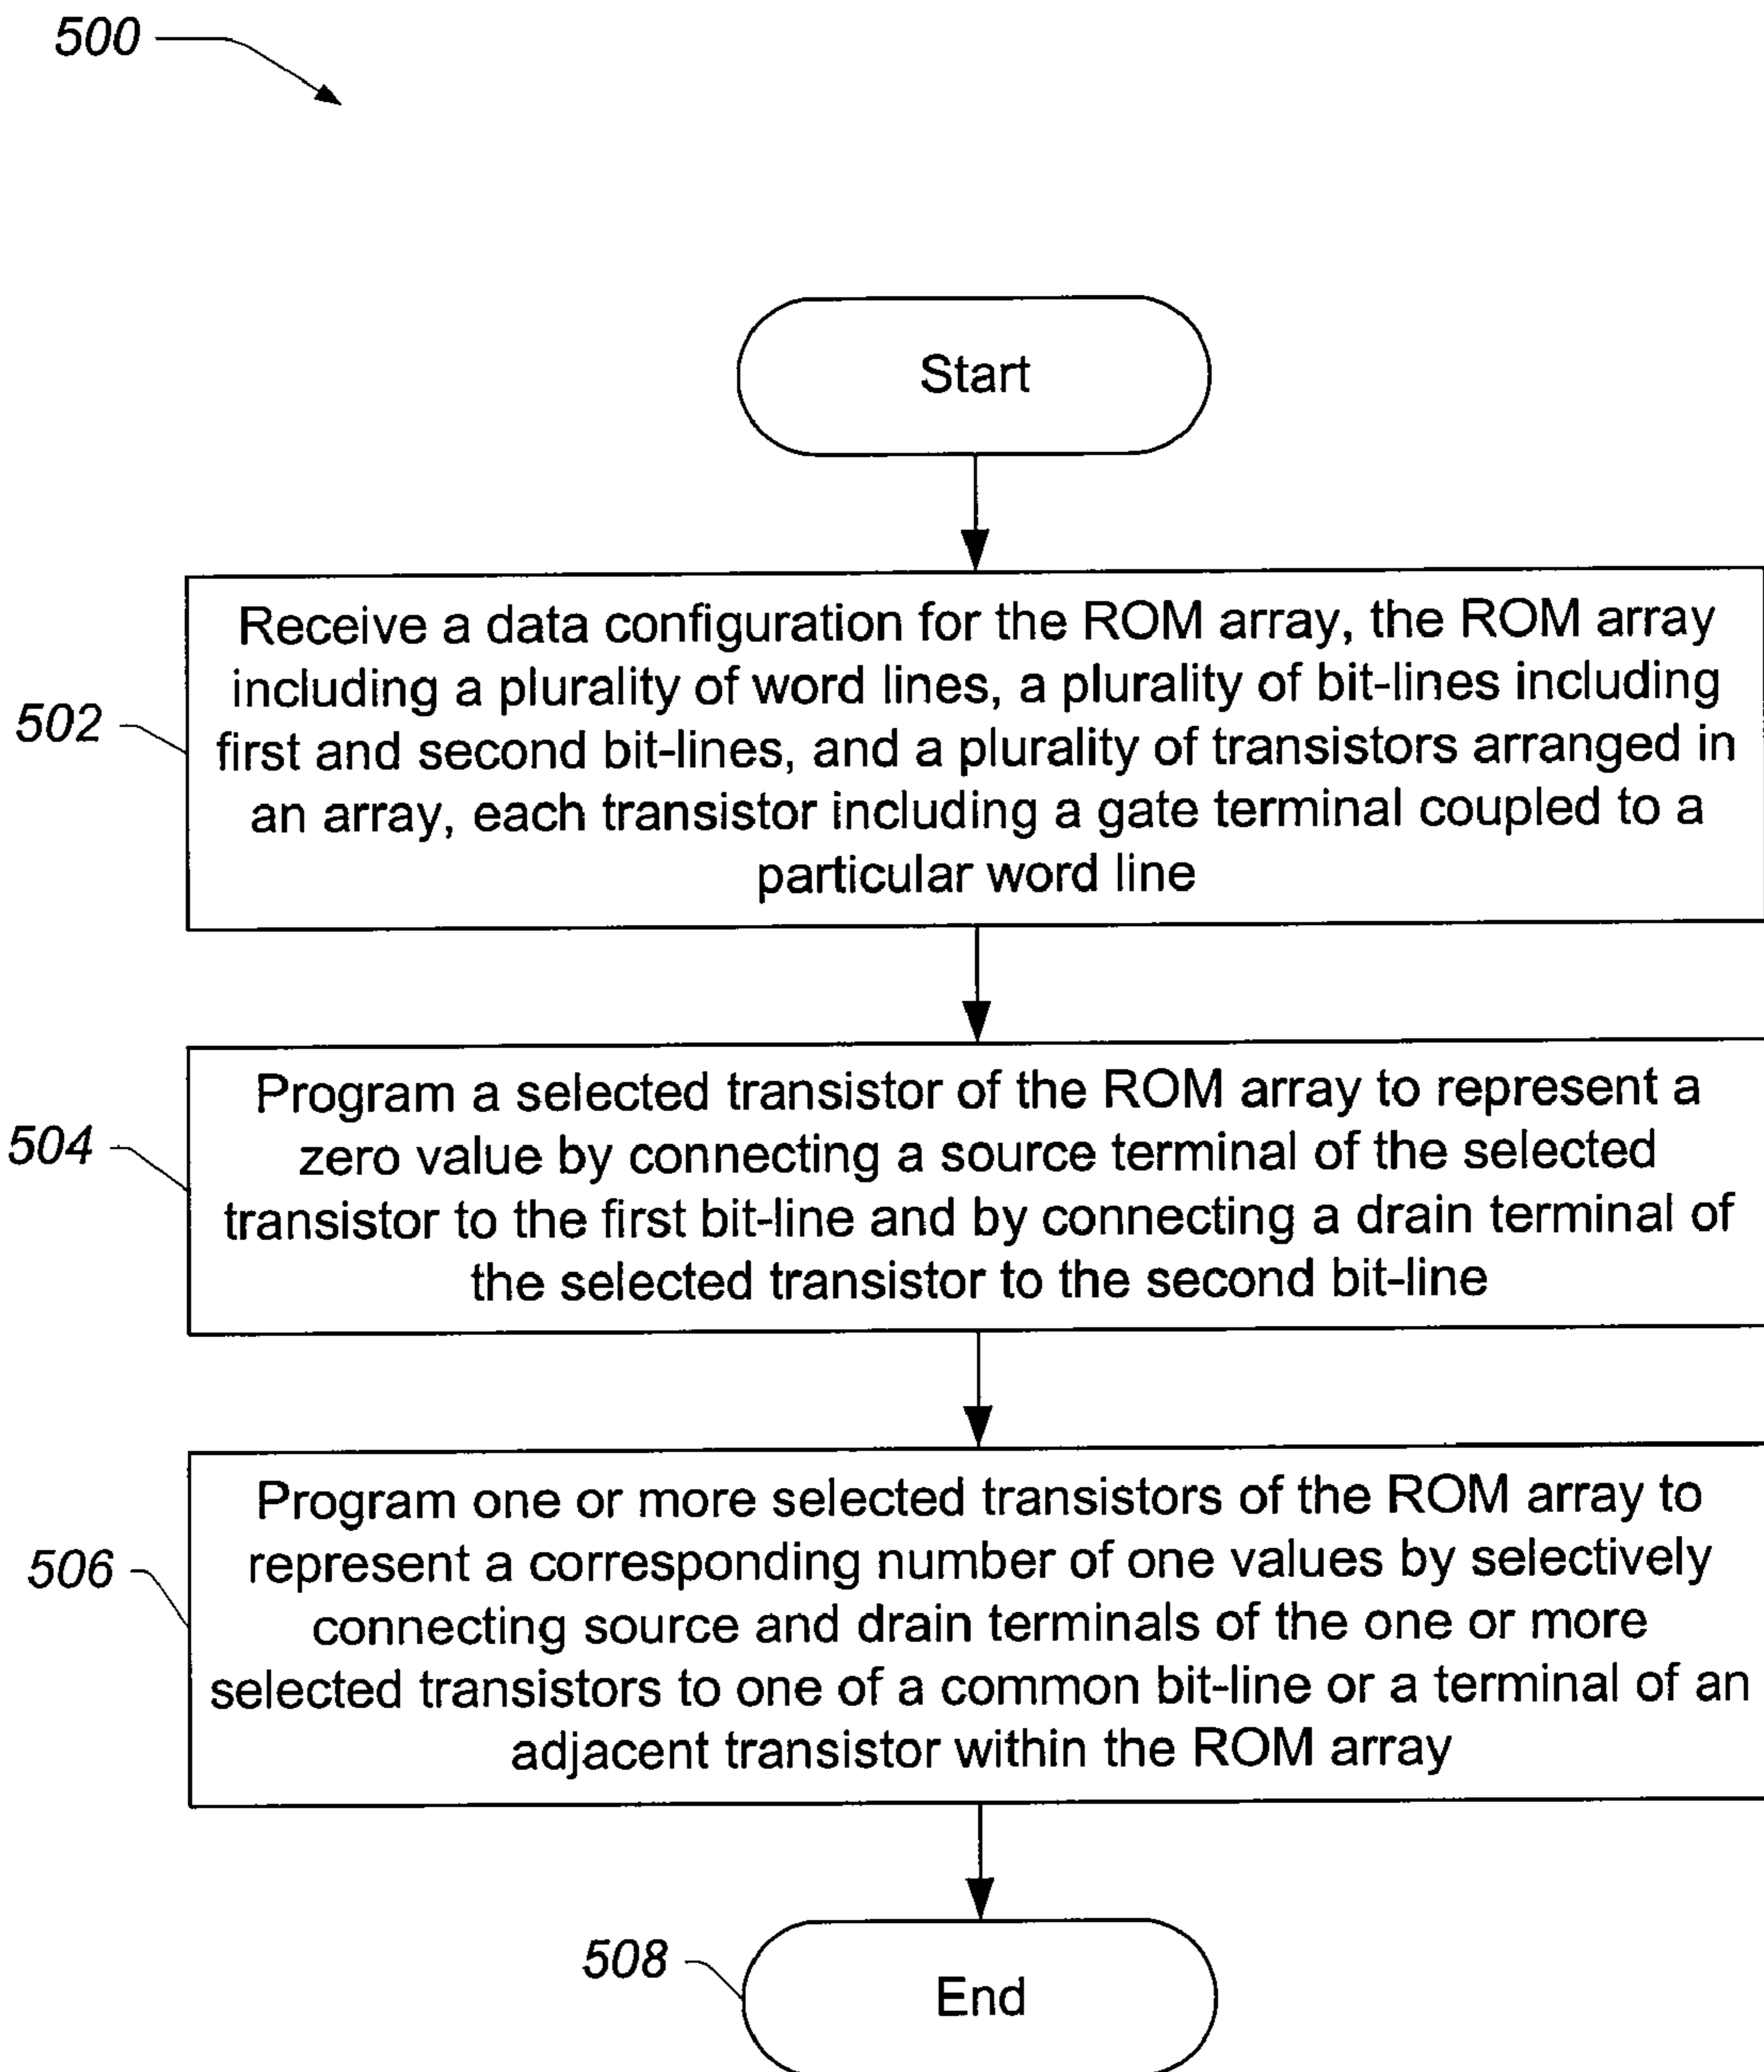 500
Start
Receive a data configuration for the ROM array, the ROM array
including a plurality of word lines, a plurality of bit-lines including
first and second bit-lines, and a plurality of transistors arranged in
an array, each transistor including a gate terminal coupled to a
particular word line
502
Program a selected transistor of the ROM array to represent a
zero value by connecting a source terminal of the selected
transistor to the first bit-line and by connecting a drain terminal of
the selected transistor to the second bit-line
504
Program one or more selected transistors of the ROM array to
represent a corresponding number of one values by selectively
connecting source and drain terminals of the one or more
selected transistors to one of a common bit-line or a terminal of an
adjacent transistor within the ROM array
506
508
End